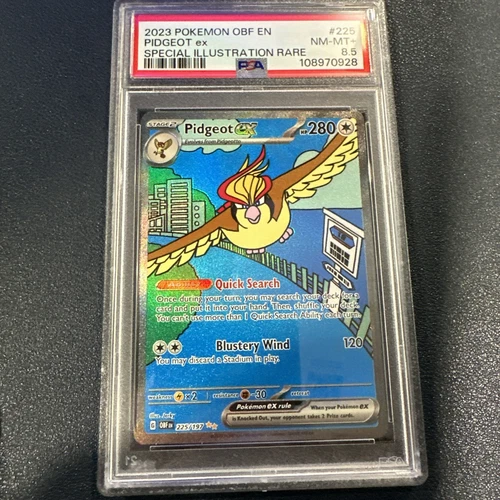 2023 POKEMON OBF EN #225
PIDGEOT ex NM-MT+
SPECIAL ILLUSTRATION RARE 8.5
PSA 108970928
STAGE 2 Pidgeot ex HP 280
Evolves from Pidgeotto
Quick Search
Once during your turn, you may search your deck for a
card and put it into your hand. Then, shuffle your deck.
You can't use more than 1 Quick Search Ability each turn.
Blustery Wind 120
You may discard a Stadium in play.
weakness ×2 resistance -30 retreat
Pokémon ex rule When your Pokémon ex
is Knocked Out, your opponent takes 2 Prize cards.
Illus. Jerky
G OBF EN 225/197